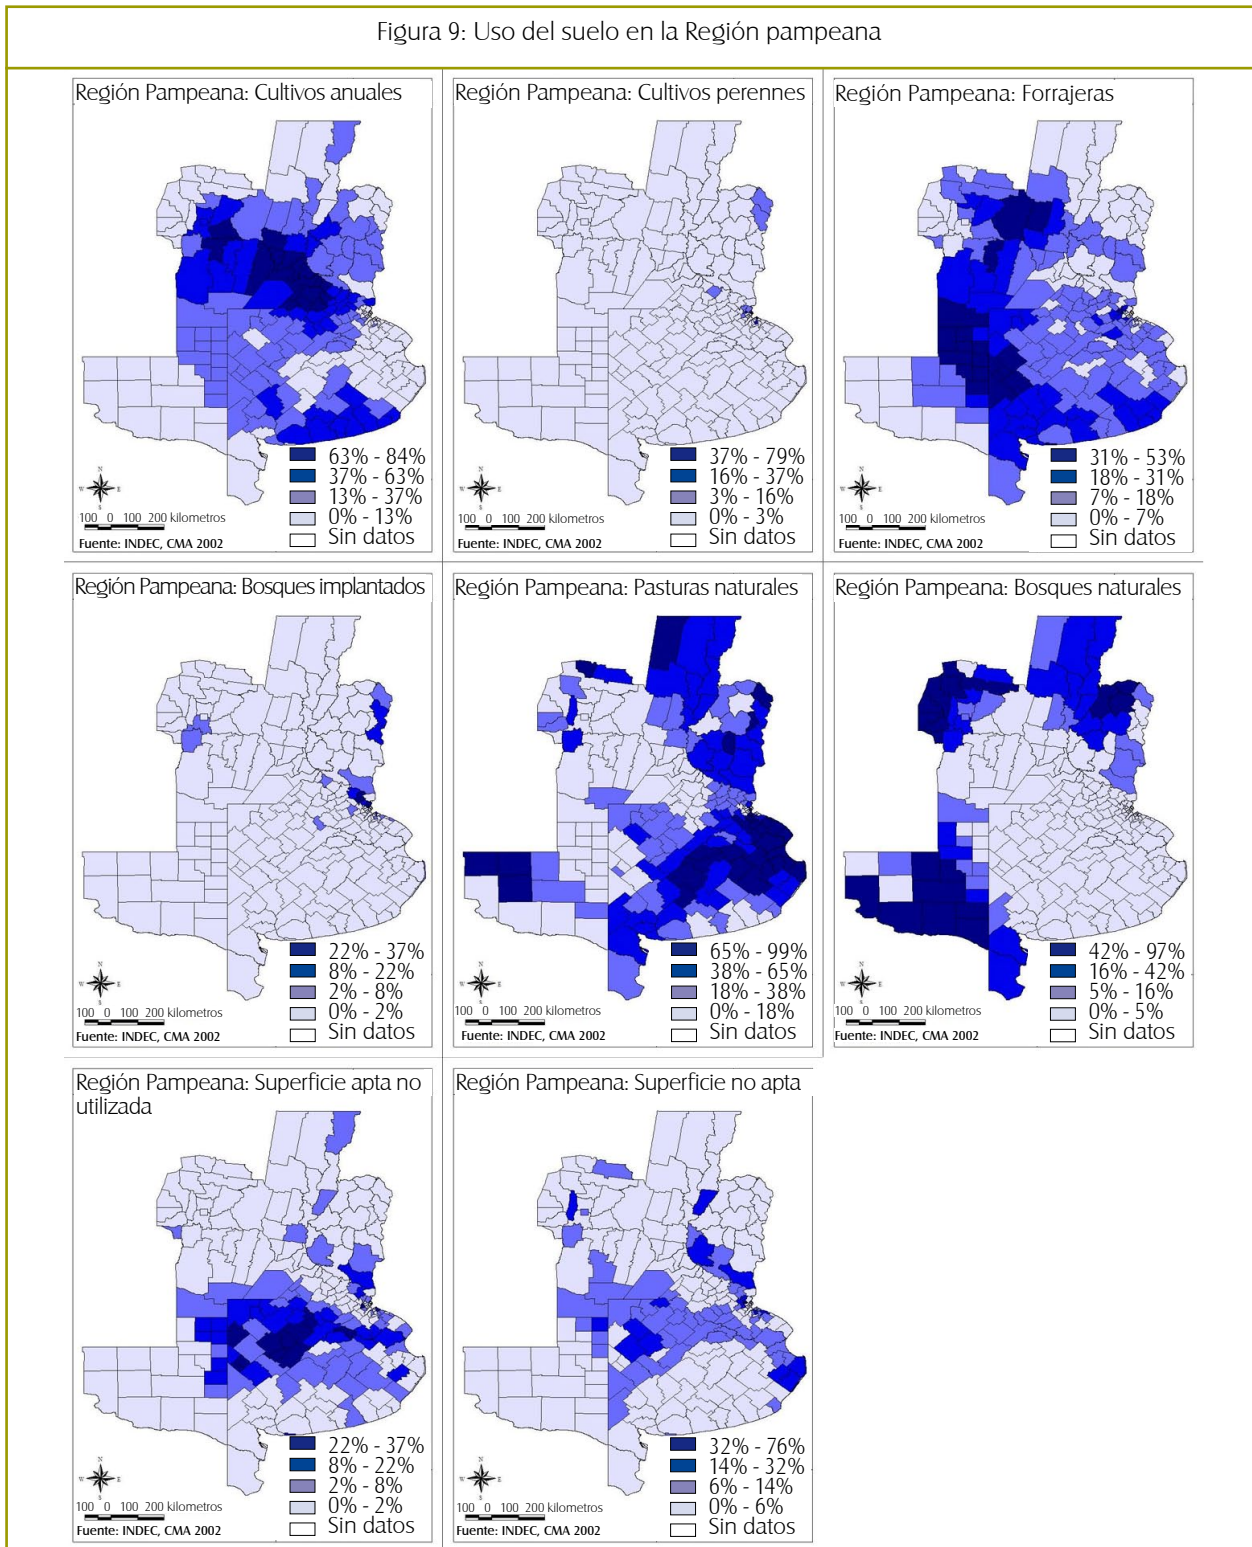 Figura 9: Uso del suelo en la Región pampeana
Región Pampeana: Cultivos anuales
63% - 84%
37% - 63%
13% - 37%
0% - 13%
Sin datos
N
W E
S
100 0 100 200 kilometros
Fuente: INDEC, CMA 2002
Región Pampeana: Cultivos perennes
37% - 79%
16% - 37%
3% - 16%
0% - 3%
Sin datos
N
W E
S
100 0 100 200 kilometros
Fuente: INDEC, CMA 2002
Región Pampeana: Forrajeras
31% - 53%
18% - 31%
7% - 18%
0% - 7%
Sin datos
N
W E
S
100 0 100 200 kilometros
Fuente: INDEC, CMA 2002
Región Pampeana: Bosques implantados
22% - 37%
8% - 22%
2% - 8%
0% - 2%
Sin datos
N
W E
S
100 0 100 200 kilometros
Fuente: INDEC, CMA 2002
Región Pampeana: Pasturas naturales
65% - 99%
38% - 65%
18% - 38%
0% - 18%
Sin datos
N
W E
S
100 0 100 200 kilometros
Fuente: INDEC, CMA 2002
Región Pampeana: Bosques naturales
42% - 97%
16% - 42%
5% - 16%
0% - 5%
Sin datos
N
W E
S
100 0 100 200 kilometros
Fuente: INDEC, CMA 2002
Región Pampeana: Superficie apta no
utilizada
22% - 37%
8% - 22%
2% - 8%
0% - 2%
Sin datos
N
W E
S
100 0 100 200 kilometros
Fuente: INDEC, CMA 2002
Región Pampeana: Superficie no apta
32% - 76%
14% - 32%
6% - 14%
0% - 6%
Sin datos
N
W E
S
100 0 100 200 kilometros
Fuente: INDEC, CMA 2002